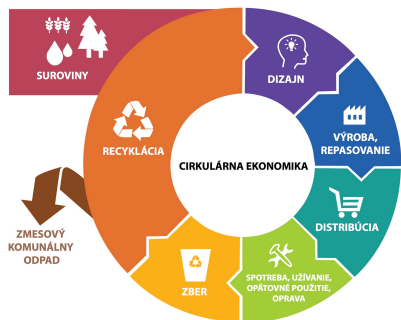 SUROVINY
DIZAJN
VÝROBA,
REPASOVANIE
DISTRIBÚCIA
SPOTREBA, UŽÍVANIE,
OPÄTOVNÉ POUŽITIE,
OPRAVA
ZBER
RECYKLÁCIA
CIRKULÁRNA EKONOMIKA
ZMESOVÝ
KOMUNÁLNY
ODPAD